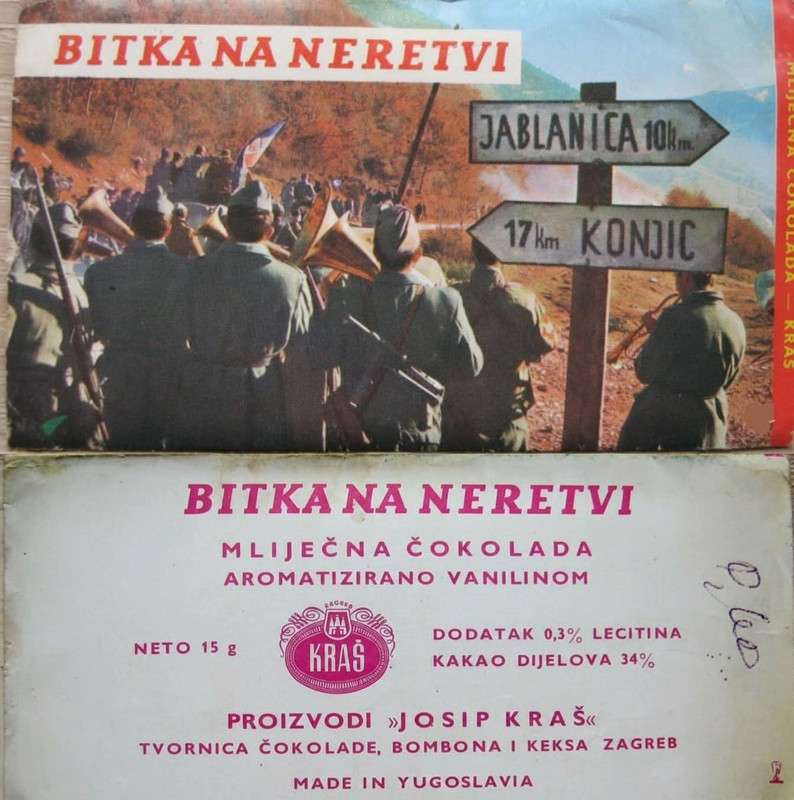 BITKA NA NERETVI
JABLANICA 10km.
17km KONJIC
MLIJEČNA ČOKOLADA — KRAŠ
BITKA NA NERETVI
MLIJEČNA ČOKOLADA
AROMATIZIRANO VANILINOM
ZAGREB
KRAŠ
NETO 15 g
DODATAK 0,3% LECITINA
KAKAO DIJELOVA 34%
PROIZVODI »JOSIP KRAŠ«
TVORNICA ČOKOLADE, BOMBONA I KEKSA ZAGREB
MADE IN YUGOSLAVIA